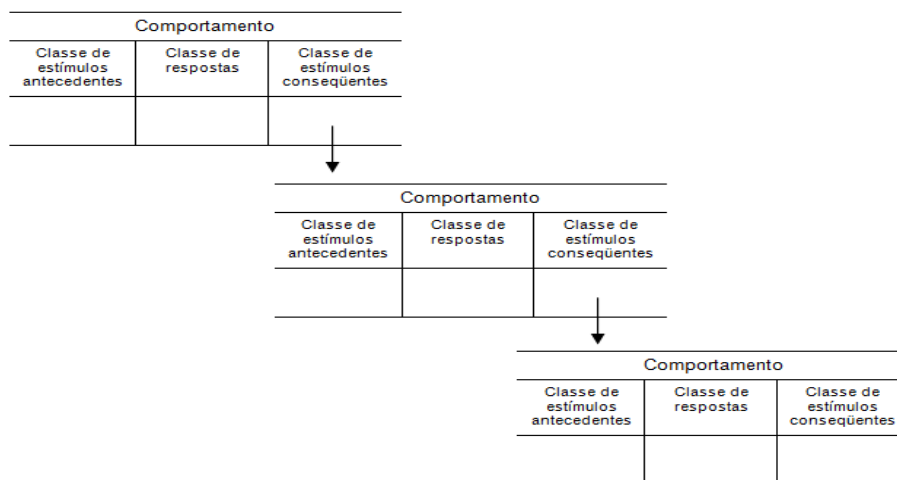 Comportamento
Classe de estímulos antecedentes
Classe de respostas
Classe de estímulos conseqüentes
Comportamento
Classe de estímulos antecedentes
Classe de respostas
Classe de estímulos conseqüentes
Comportamento
Classe de estímulos antecedentes
Classe de respostas
Classe de estímulos conseqüentes